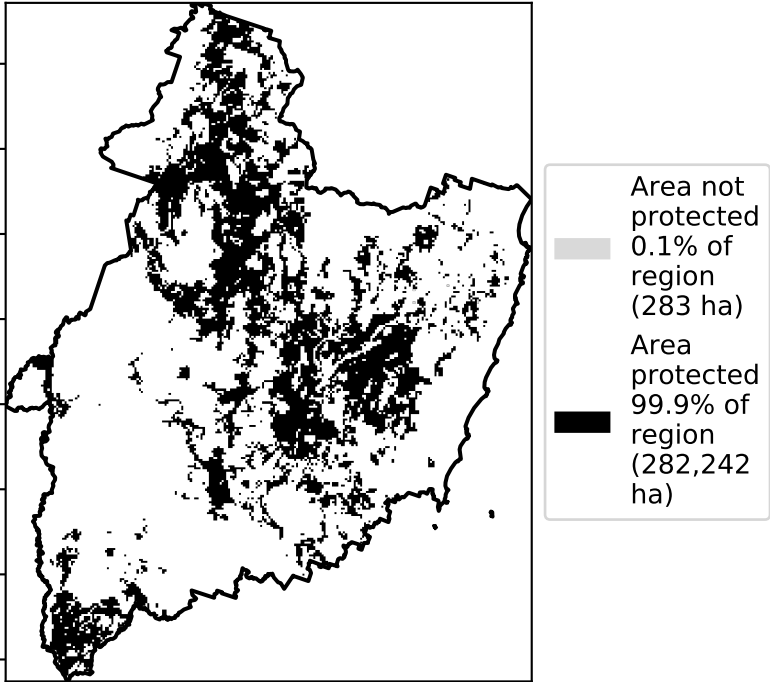 Area not
protected
0.1% of
region
(283 ha)
Area
protected
99.9% of
region
(282,242
ha)